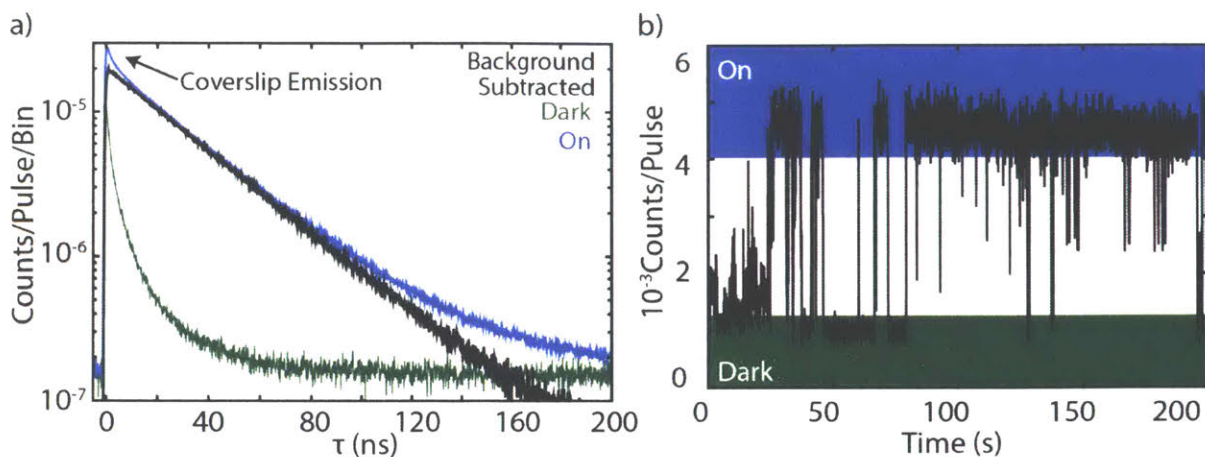 a)
Coverslip Emission
Background
Subtracted
Dark
On
10-5
10-6
10-7
Counts/Pulse/Bin
0
40
80
120
160
200
τ (ns)
b)
On
Dark
6
4
2
0
10-3Counts/Pulse
0
50
100
150
200
Time (s)